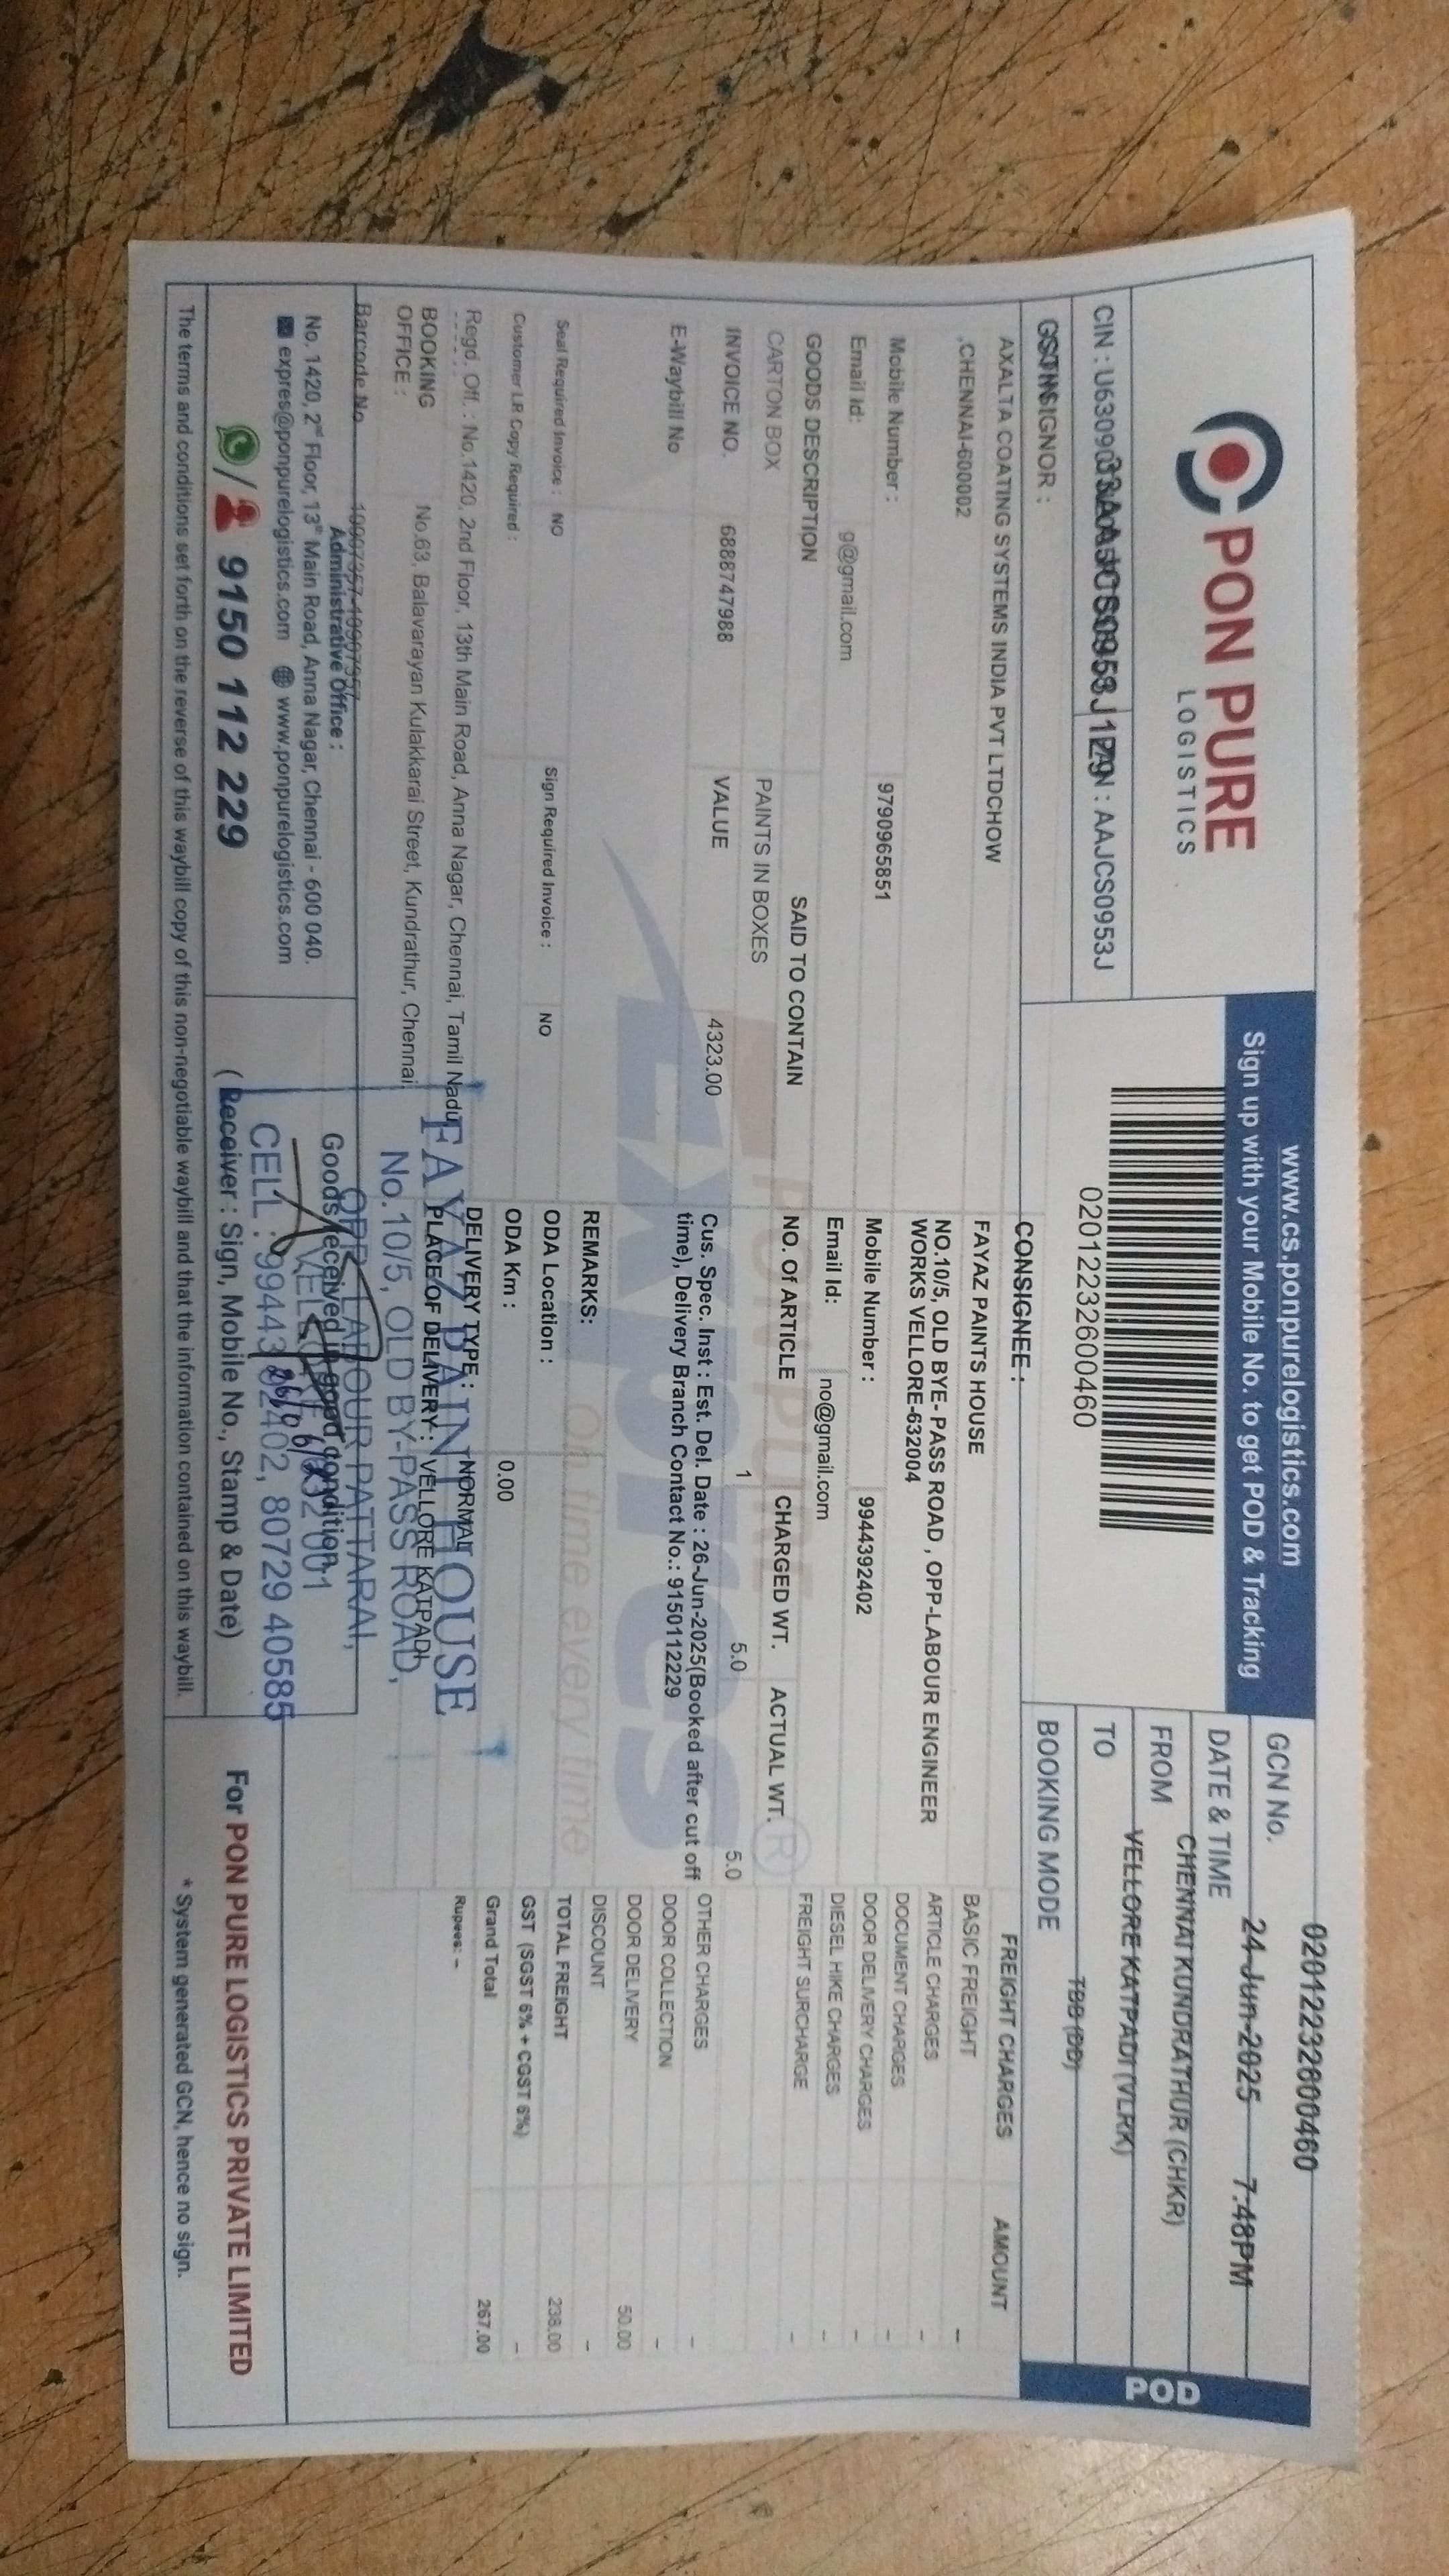 PON PURE
LOGISTICS
www.cs.ponpurelogistics.com
Sign up with your Mobile No. to get POD & Tracking
02012232600460
GCN No. 02012232600460
DATE & TIME 24-Jun-2025 7:48PM
FROM CHENNAI KUNDRATHUR (CHKR)
TO VELLORE KATPADI (VLRK)
BOOKING MODE TBB (DD)
POD
PAN : AAJCS0953J
CONSIGNOR :
AXALTA COATING SYSTEMS INDIA PVT LTDCHOW
,CHENNAI-600002
Mobile Number : 9790965851
Email Id: g@gmail.com
GOODS DESCRIPTION SAID TO CONTAIN
CARTON BOX PAINTS IN BOXES
INVOICE NO. 6888747988 VALUE 4323.00
E-Waybill No
Seal Required Invoice : NO Sign Required Invoice : NO
Customer LR Copy Required :
Regd. Off. : No.1420, 2nd Floor, 13th Main Road, Anna Nagar, Chennai, Tamil Nadu
BOOKING OFFICE : No.63, Balavarayan Kulakkarai Street, Kundrathur, Chennai
Barcode No 10907357-10907357
CONSIGNEE :
FAYAZ PAINTS HOUSE
NO.10/5, OLD BYE- PASS ROAD , OPP-LABOUR ENGINEER
WORKS VELLORE-632004
Mobile Number : 9944392402
Email Id: no@gmail.com
NO. Of ARTICLE CHARGED WT. ACTUAL WT.
1 5.0 5.0
Cus. Spec. Inst : Est. Del. Date : 26-Jun-2025(Booked after cut off
time), Delivery Branch Contact No.: 9150112229
REMARKS:
ODA Location :
ODA Km : 0.00
DELIVERY TYPE : NORMAL
PLACE OF DELIVERY : VELLORE KATPADI
PON PURE
EXPRESS
On time every time
FREIGHT CHARGES AMOUNT
BASIC FREIGHT -
ARTICLE CHARGES -
DOCUMENT CHARGES -
DOOR DELIVERY CHARGES -
DIESEL HIKE CHARGES -
FREIGHT SURCHARGE -
OTHER CHARGES -
DOOR COLLECTION -
DOOR DELIVERY 50.00
DISCOUNT -
TOTAL FREIGHT 238.00
GST (SGST 6% + CGST 6%) -
Grand Total 267.00
Rupees: -
Administrative Office :
No. 1420, 2nd Floor, 13th Main Road, Anna Nagar, Chennai - 600 040.
expres@ponpurelogistics.com www.ponpurelogistics.com
9150 112 229
FAYAZ PAINT HOUSE
No.10/5, OLD BY-PASS ROAD,
OPP. LABOUR PATTARAI,
CELL : 99443 92402, 80729 40585
Goods received in good condition
(Receiver : Sign, Mobile No., Stamp & Date)
For PON PURE LOGISTICS PRIVATE LIMITED
* System generated GCN, hence no sign.
The terms and conditions set forth on the reverse of this waybill copy of this non-negotiable waybill and that the information contained on this waybill.